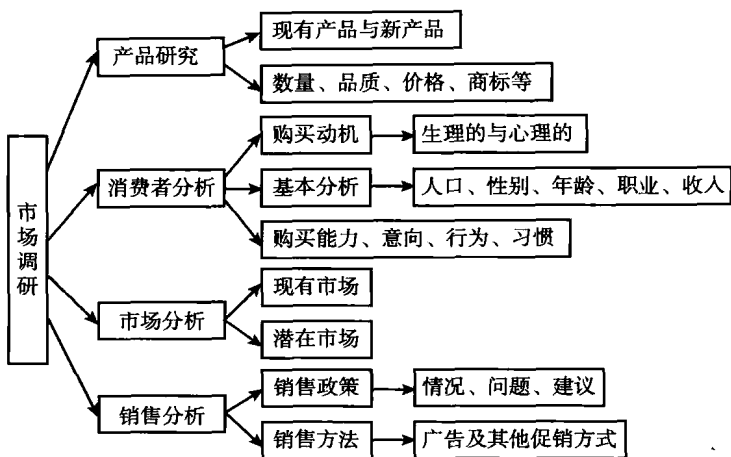 市场调研
产品研究
现有产品与新产品
数量、品质、价格、商标等
消费者分析
购买动机
生理的与心理的
基本分析
人口、性别、年龄、职业、收入
购买能力、意向、行为、习惯
市场分析
现有市场
潜在市场
销售分析
销售政策
情况、问题、建议
销售方法
广告及其他促销方式